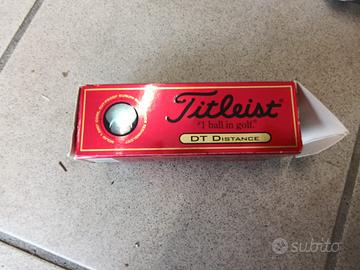 Titleist
"1 ball in golf."
DT DISTANCE
subito